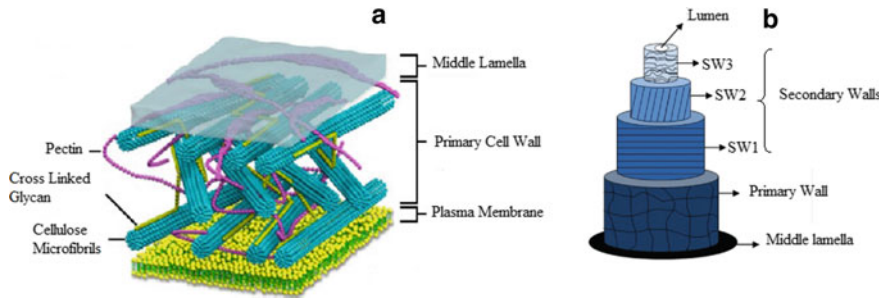 a
Middle Lamella
Primary Cell Wall
Plasma Membrane
Pectin
Cross Linked
Glycan
Cellulose
Microfibrils
b
Lumen
SW3
SW2
Secondary Walls
SW1
Primary Wall
Middle lamella